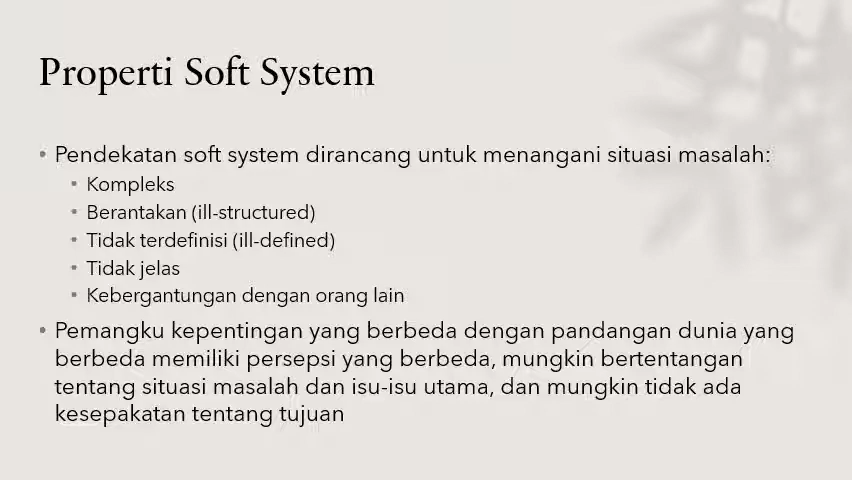 Properti Soft System
• Pendekatan soft system dirancang untuk menangani situasi masalah:
• Kompleks
• Berantakan (ill-structured)
• Tidak terdefinisi (ill-defined)
• Tidak jelas
• Kebergantungan dengan orang lain
• Pemangku kepentingan yang berbeda dengan pandangan dunia yang
berbeda memiliki persepsi yang berbeda, mungkin bertentangan
tentang situasi masalah dan isu-isu utama, dan mungkin tidak ada
kesepakatan tentang tujuan